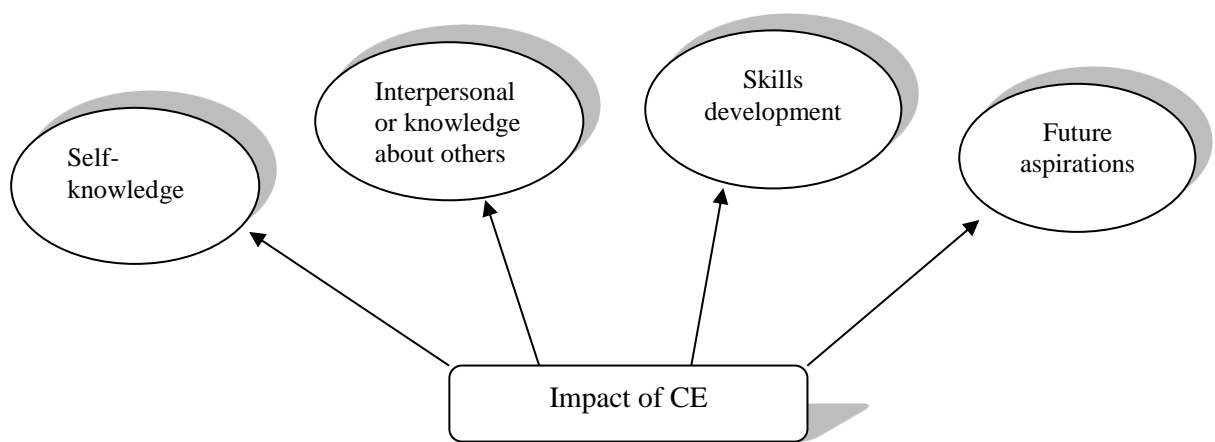 Self-
knowledge
Interpersonal
or knowledge
about others
Skills
development
Future
aspirations
Impact of CE